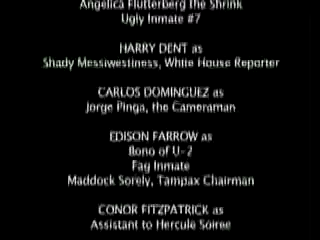 Angelica Flutterberg the Shrink
Ugly Inmate #7
HARRY DENT as
Shady Messiwestiness, White House Reporter
CARLOS DOMINGUEZ as
Jorge Pinga, the Cameraman
EDISON FARROW as
Bono of U-2
Fag Inmate
Maddock Sorely, Tampax Chairman
CONOR FITZPATRICK as
Assistant to Hercule Soiree